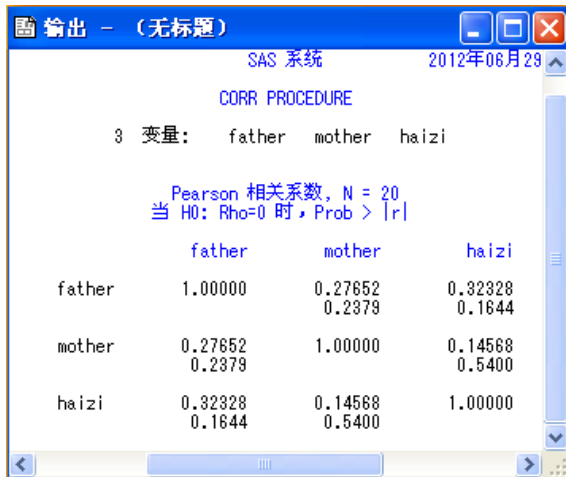 输出 - （无标题）
SAS 系统 2012年06月29
CORR PROCEDURE
3 变量: father mother haizi
Pearson 相关系数, N = 20
当 H0: Rho=0 时，Prob > |r|
father mother haizi
father 1.00000 0.27652 0.32328
0.2379 0.1644
mother 0.27652 1.00000 0.14568
0.2379 0.5400
haizi 0.32328 0.14568 1.00000
0.1644 0.5400